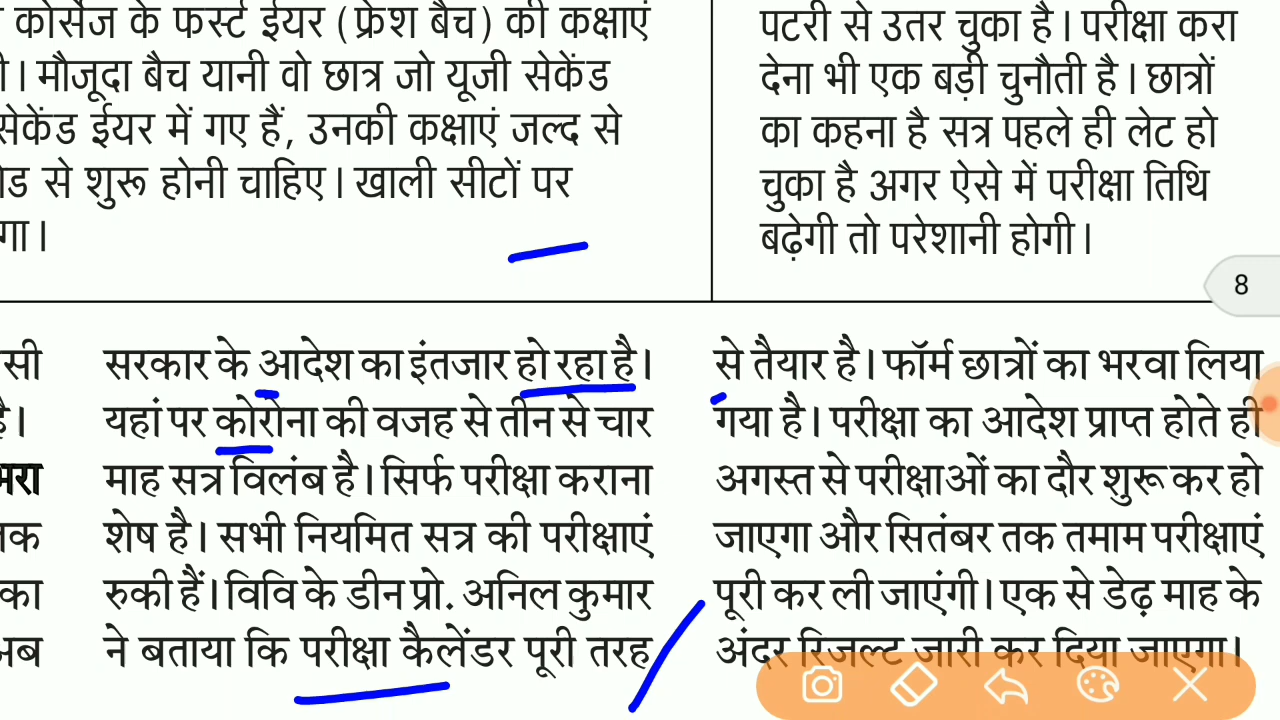 कोर्सेज के फर्स्ट ईयर (फ्रेश बैच) की कक्षाएं
मौजूदा बैच यानी वो छात्र जो यूजी सेकेंड
सेकेंड ईयर में गए हैं, उनकी कक्षाएं जल्द से
से शुरू होनी चाहिए। खाली सीटों पर
गा।
पटरी से उतर चुका है। परीक्षा करा
देना भी एक बड़ी चुनौती है। छात्रों
का कहना है सत्र पहले ही लेट हो
चुका है अगर ऐसे में परीक्षा तिथि
बढ़ेगी तो परेशानी होगी।
8
सी
है।
भरा
तक
का
अब
सरकार के आदेश का इंतजार हो रहा है।
यहां पर कोरोना की वजह से तीन से चार
माह सत्र विलंब है। सिर्फ परीक्षा कराना
शेष है। सभी नियमित सत्र की परीक्षाएं
रुकी हैं। विवि के डीन प्रो. अनिल कुमार
ने बताया कि परीक्षा कैलेंडर पूरी तरह
से तैयार है। फॉर्म छात्रों का भरवा लिया
गया है। परीक्षा का आदेश प्राप्त होते ही
अगस्त से परीक्षाओं का दौर शुरू कर हो
जाएगा और सितंबर तक तमाम परीक्षाएं
पूरी कर ली जाएंगी। एक से डेढ़ माह के
अंदर रिजल्ट जारी कर दिया जाएगा।